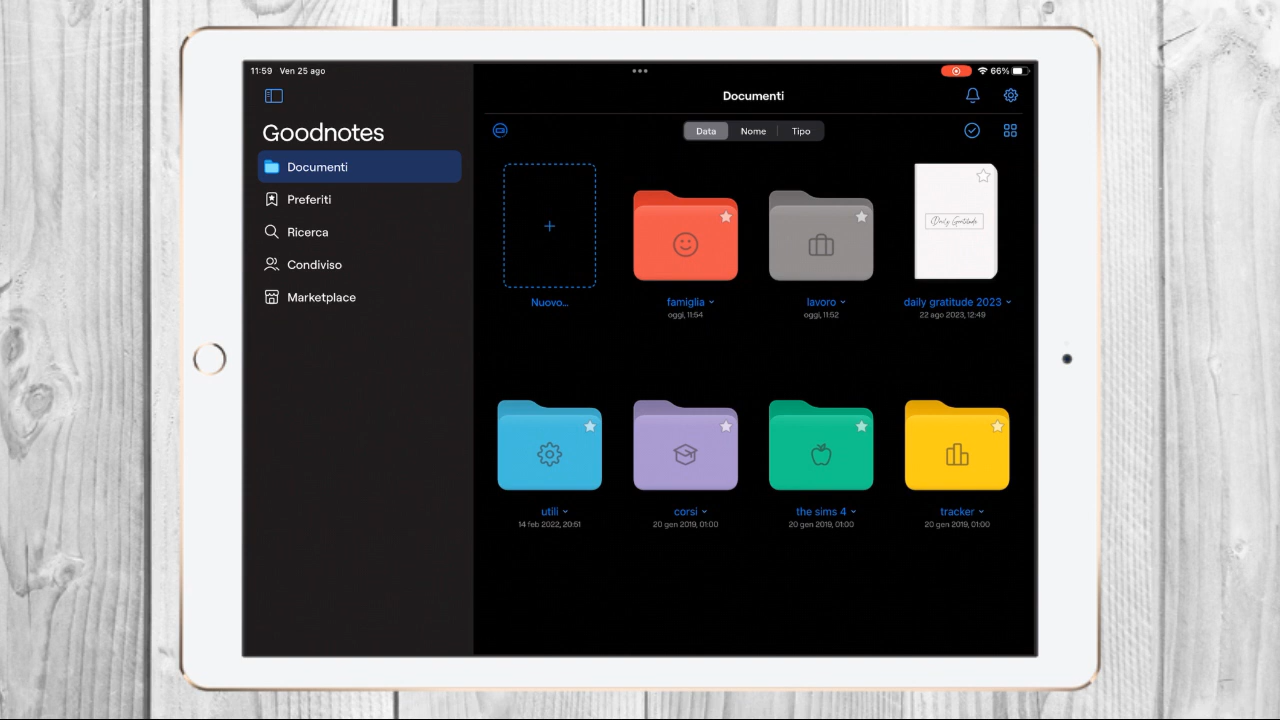 11:59 Ven 25 ago
66%
Documenti
Goodnotes
Data Nome Tipo
Documenti
Preferiti
Ricerca
Condiviso
Marketplace
Daily Gratitude
Nuovo...
famiglia
oggi, 11:54
lavoro
oggi, 11:52
daily gratitude 2023
22 ago 2023, 12:49
utili
14 feb 2022, 20:51
corsi
20 gen 2019, 01:00
the sims 4
20 gen 2019, 01:00
tracker
20 gen 2019, 01:00